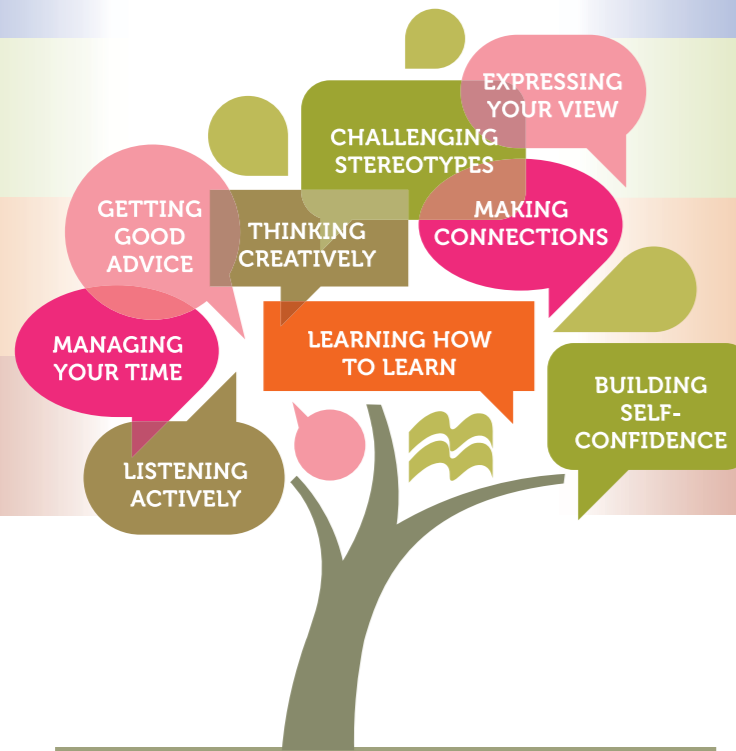 EXPRESSING
YOUR VIEW
CHALLENGING
STEREOTYPES
GETTING
GOOD
ADVICE
THINKING
CREATIVELY
MAKING
CONNECTIONS
MANAGING
YOUR TIME
LEARNING HOW
TO LEARN
BUILDING
SELF-
CONFIDENCE
LISTENING
ACTIVELY